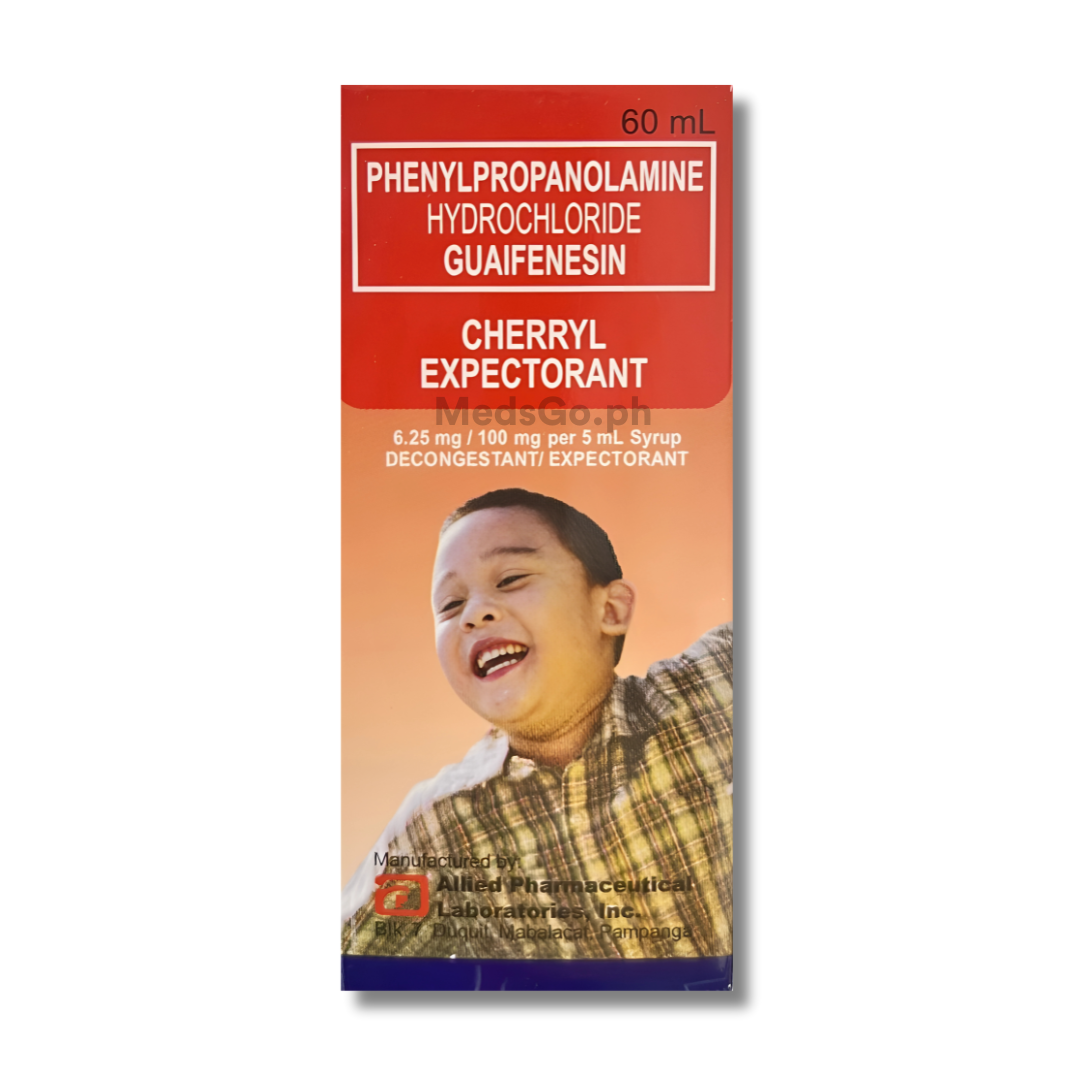 60 mL
PHENYLPROPANOLAMINE
HYDROCHLORIDE
GUAIFENESIN
CHERRYL
EXPECTORANT
MedsGo.ph
6.25 mg / 100 mg per 5 mL Syrup
DECONGESTANT/ EXPECTORANT
Manufactured by:
Allied Pharmaceutical
Laboratories, Inc.
Blk 7 Duquit, Mabalacat, Pampanga